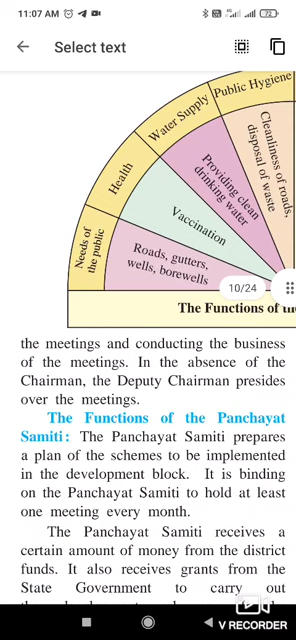 11:07 AM
72
Select text
Water Supply
Public Hygiene
Health
Needs of
the public
Cleanliness of roads,
disposal of waste
Providing clean
drinking water
Vaccination
Roads, gutters,
wells, borewells
10/24
The Functions of
the meetings and conducting the business
of the meetings. In the absence of the
Chairman, the Deputy Chairman presides
over the meetings.
The Functions of the Panchayat
Samiti: The Panchayat Samiti prepares
a plan of the schemes to be implemented
in the development block. It is binding
on the Panchayat Samiti to hold at least
one meeting every month.
The Panchayat Samiti receives a
certain amount of money from the district
funds. It also receives grants from the
State Government to carry out
V RECORDER